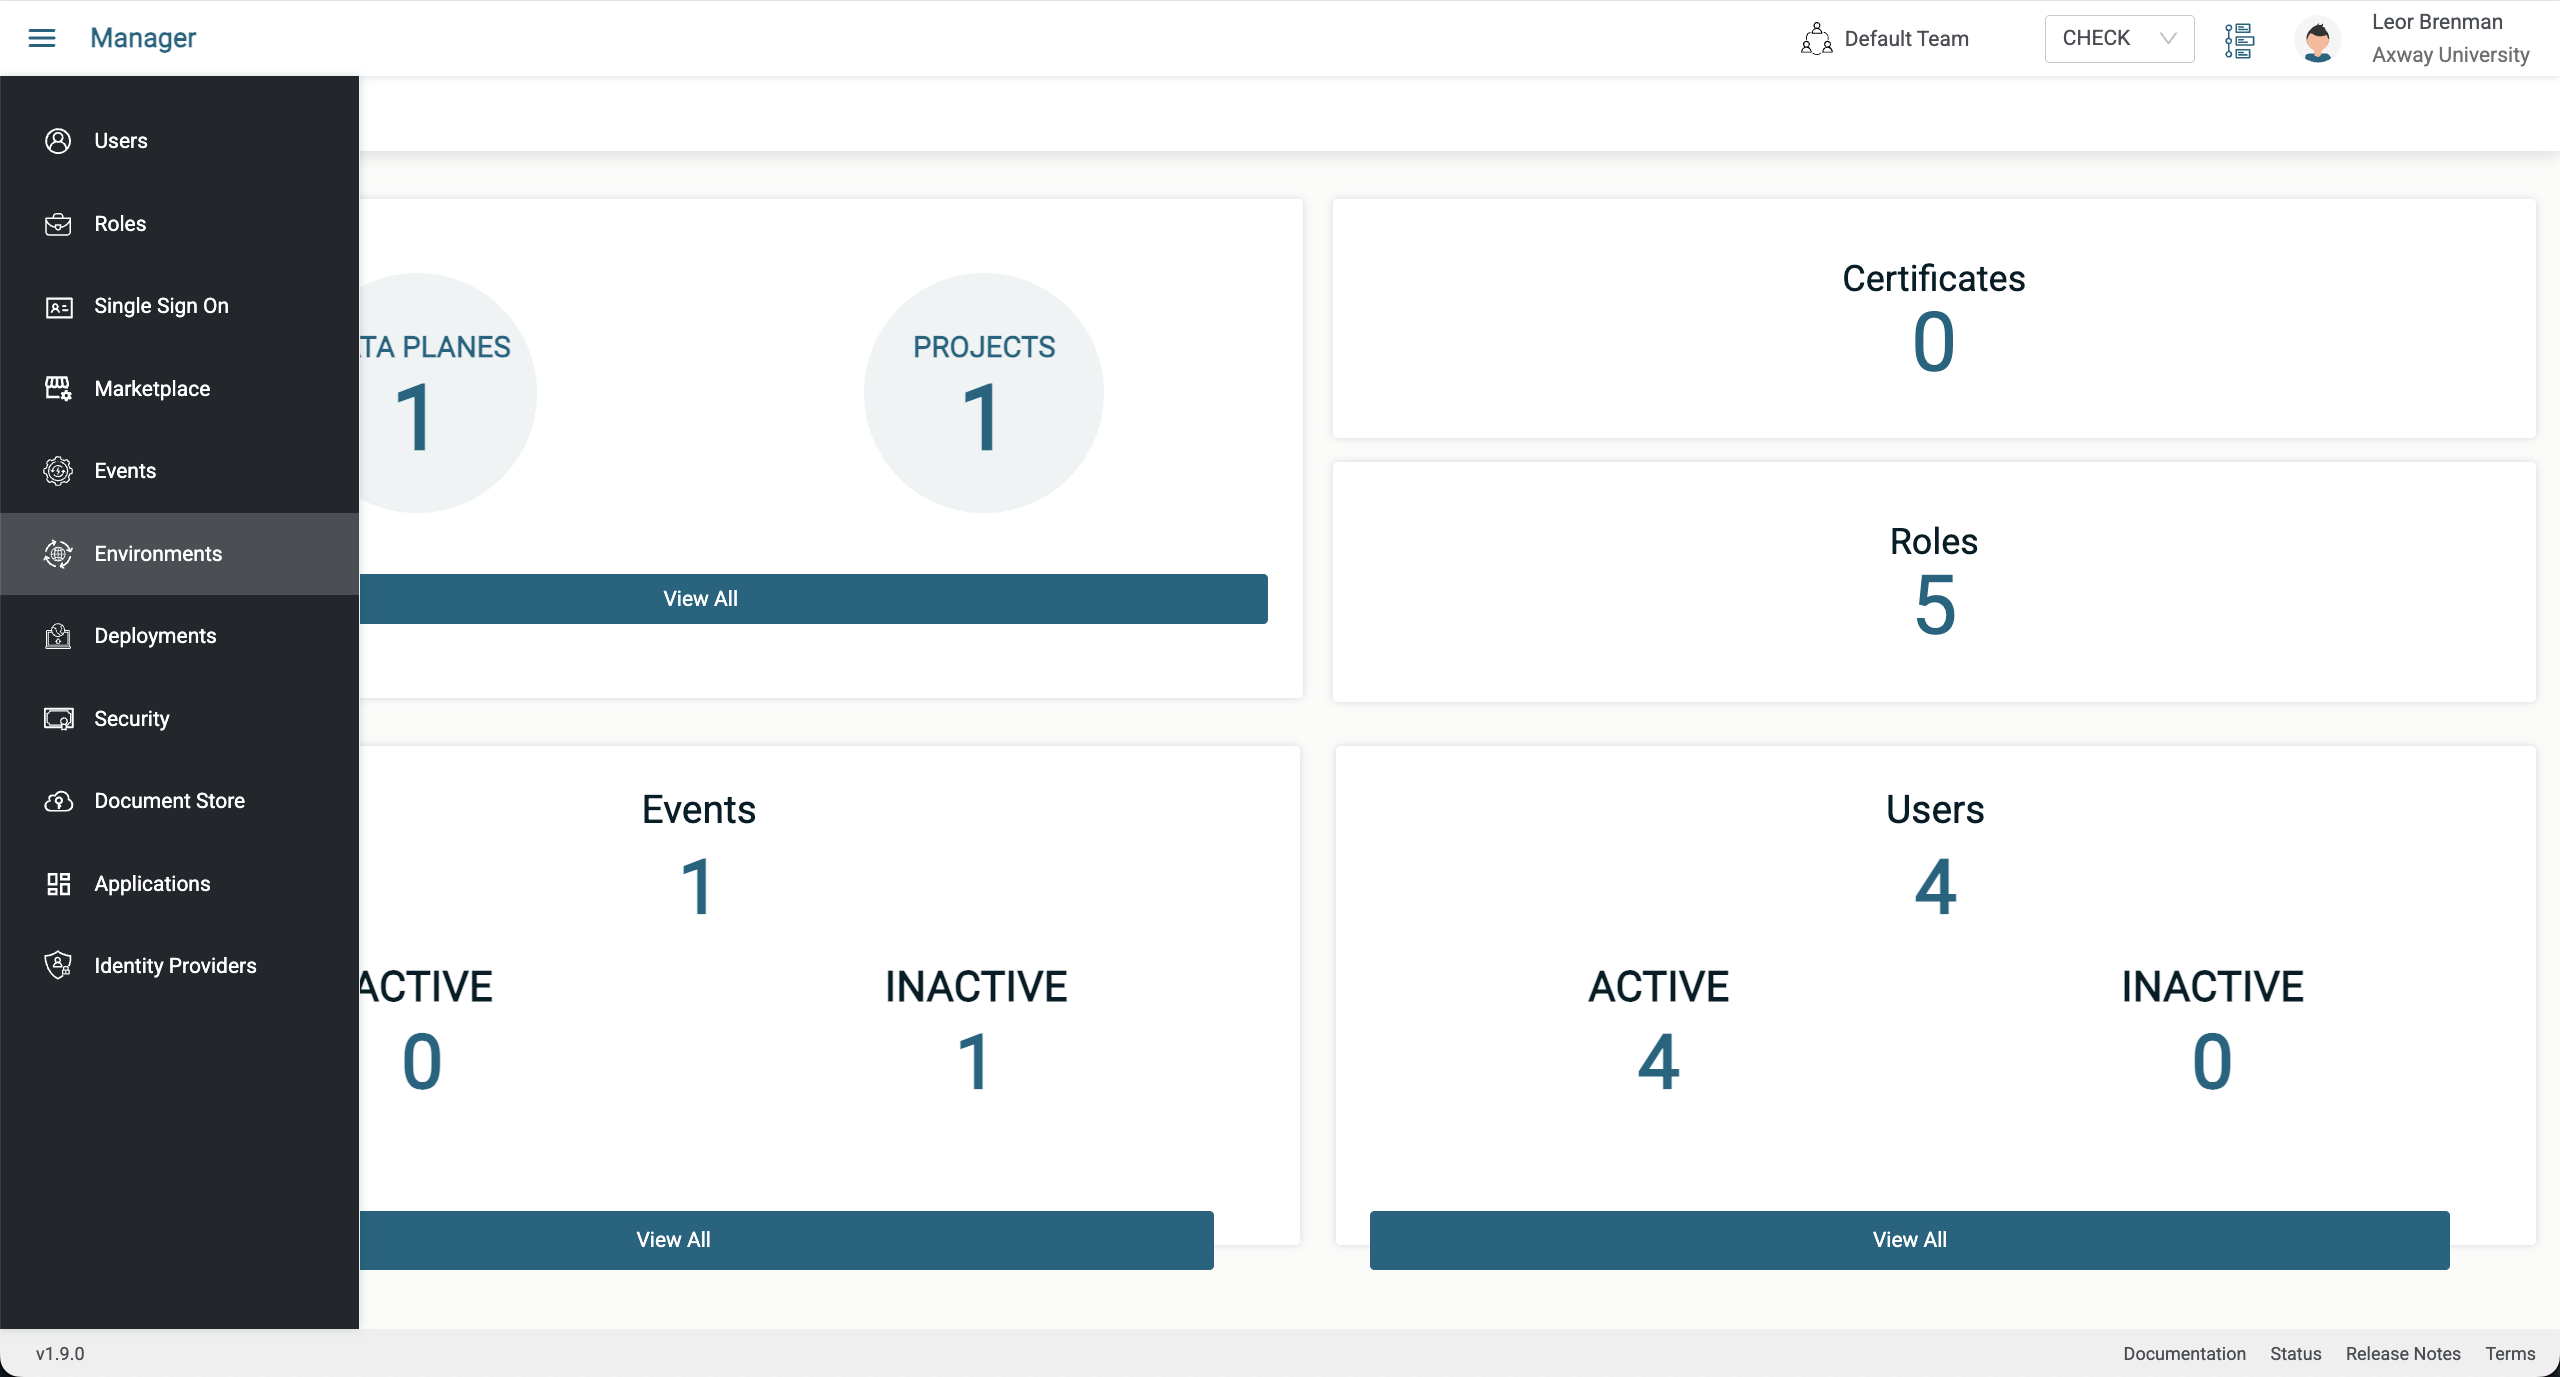 Manager
Default Team
CHECK
Leor Brenman
Axway University
Users
Roles
Single Sign On
Marketplace
Events
Environments
Deployments
Security
Document Store
Applications
Identity Providers
TA PLANES
1
PROJECTS
1
View All
Certificates
0
Roles
5
Events
1
ACTIVE
0
INACTIVE
1
View All
Users
4
ACTIVE
4
INACTIVE
0
View All
v1.9.0
Documentation Status Release Notes Terms